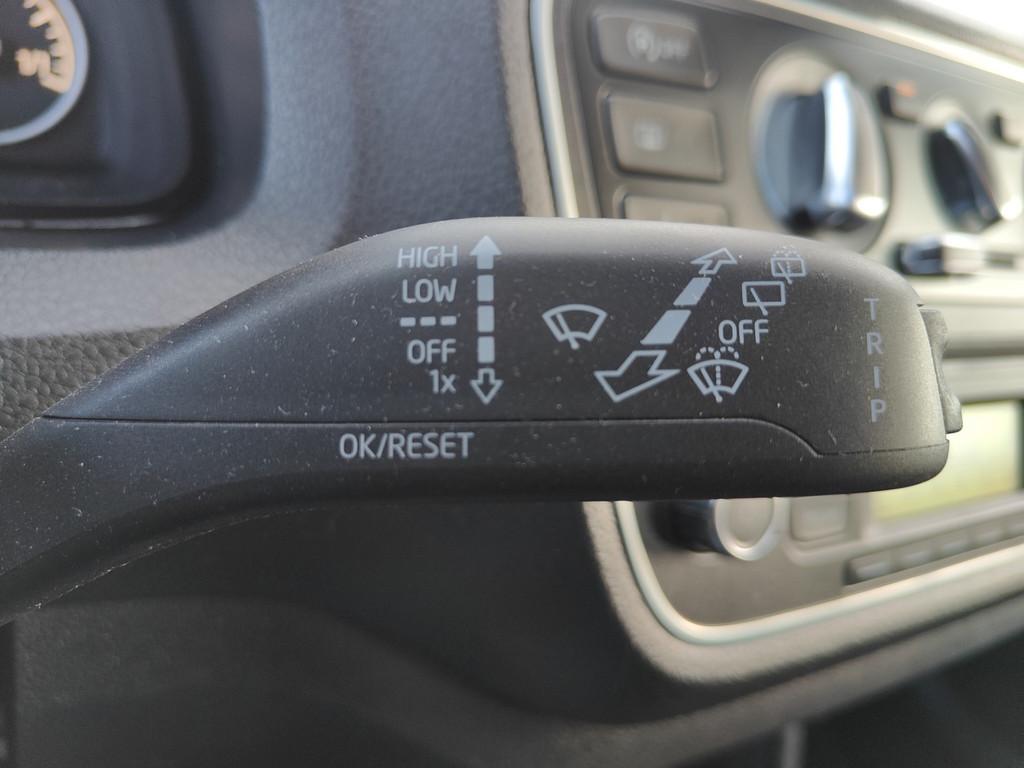 HIGH
LOW
---
OFF
1x
OFF
TRIP
OK/RESET